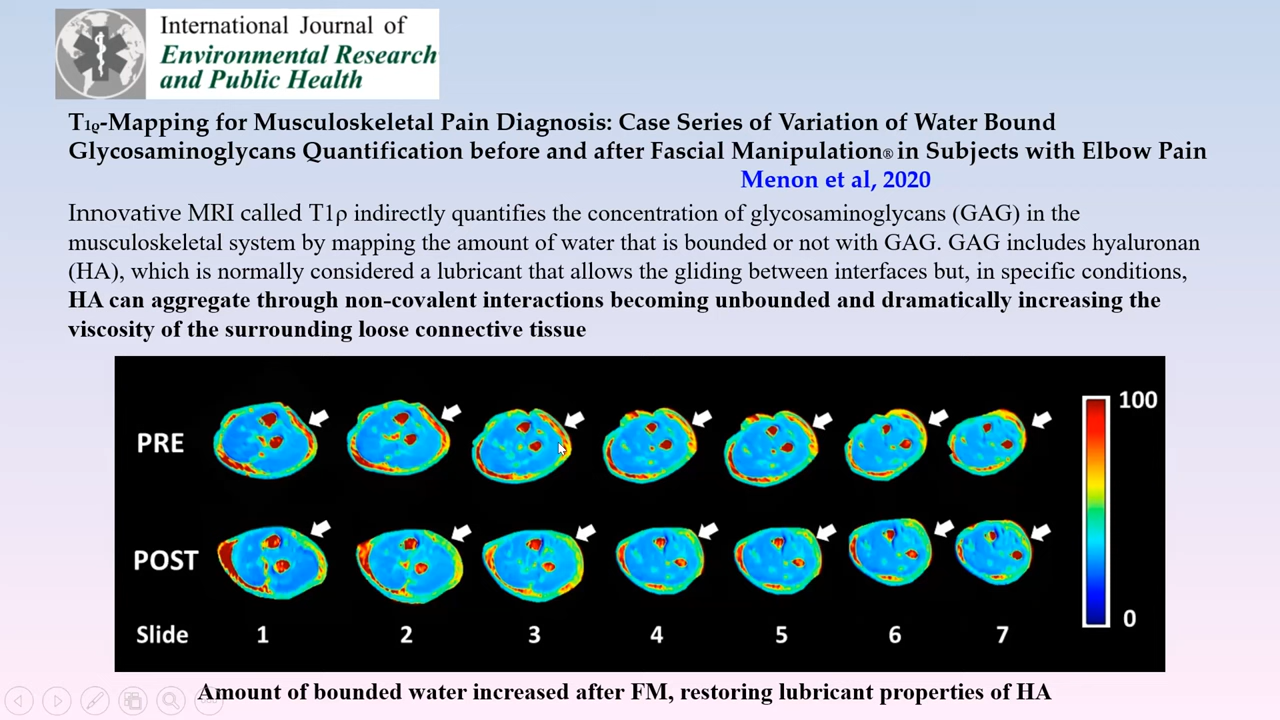 International Journal of
Environmental Research
and Public Health
T1ρ-Mapping for Musculoskeletal Pain Diagnosis: Case Series of Variation of Water Bound
Glycosaminoglycans Quantification before and after Fascial Manipulation® in Subjects with Elbow Pain
Menon et al, 2020
Innovative MRI called T1ρ indirectly quantifies the concentration of glycosaminoglycans (GAG) in the
musculoskeletal system by mapping the amount of water that is bounded or not with GAG. GAG includes hyaluronan
(HA), which is normally considered a lubricant that allows the gliding between interfaces but, in specific conditions,
HA can aggregate through non-covalent interactions becoming unbounded and dramatically increasing the
viscosity of the surrounding loose connective tissue
100
PRE
POST
0
Slide 1 2 3 4 5 6 7
Amount of bounded water increased after FM, restoring lubricant properties of HA